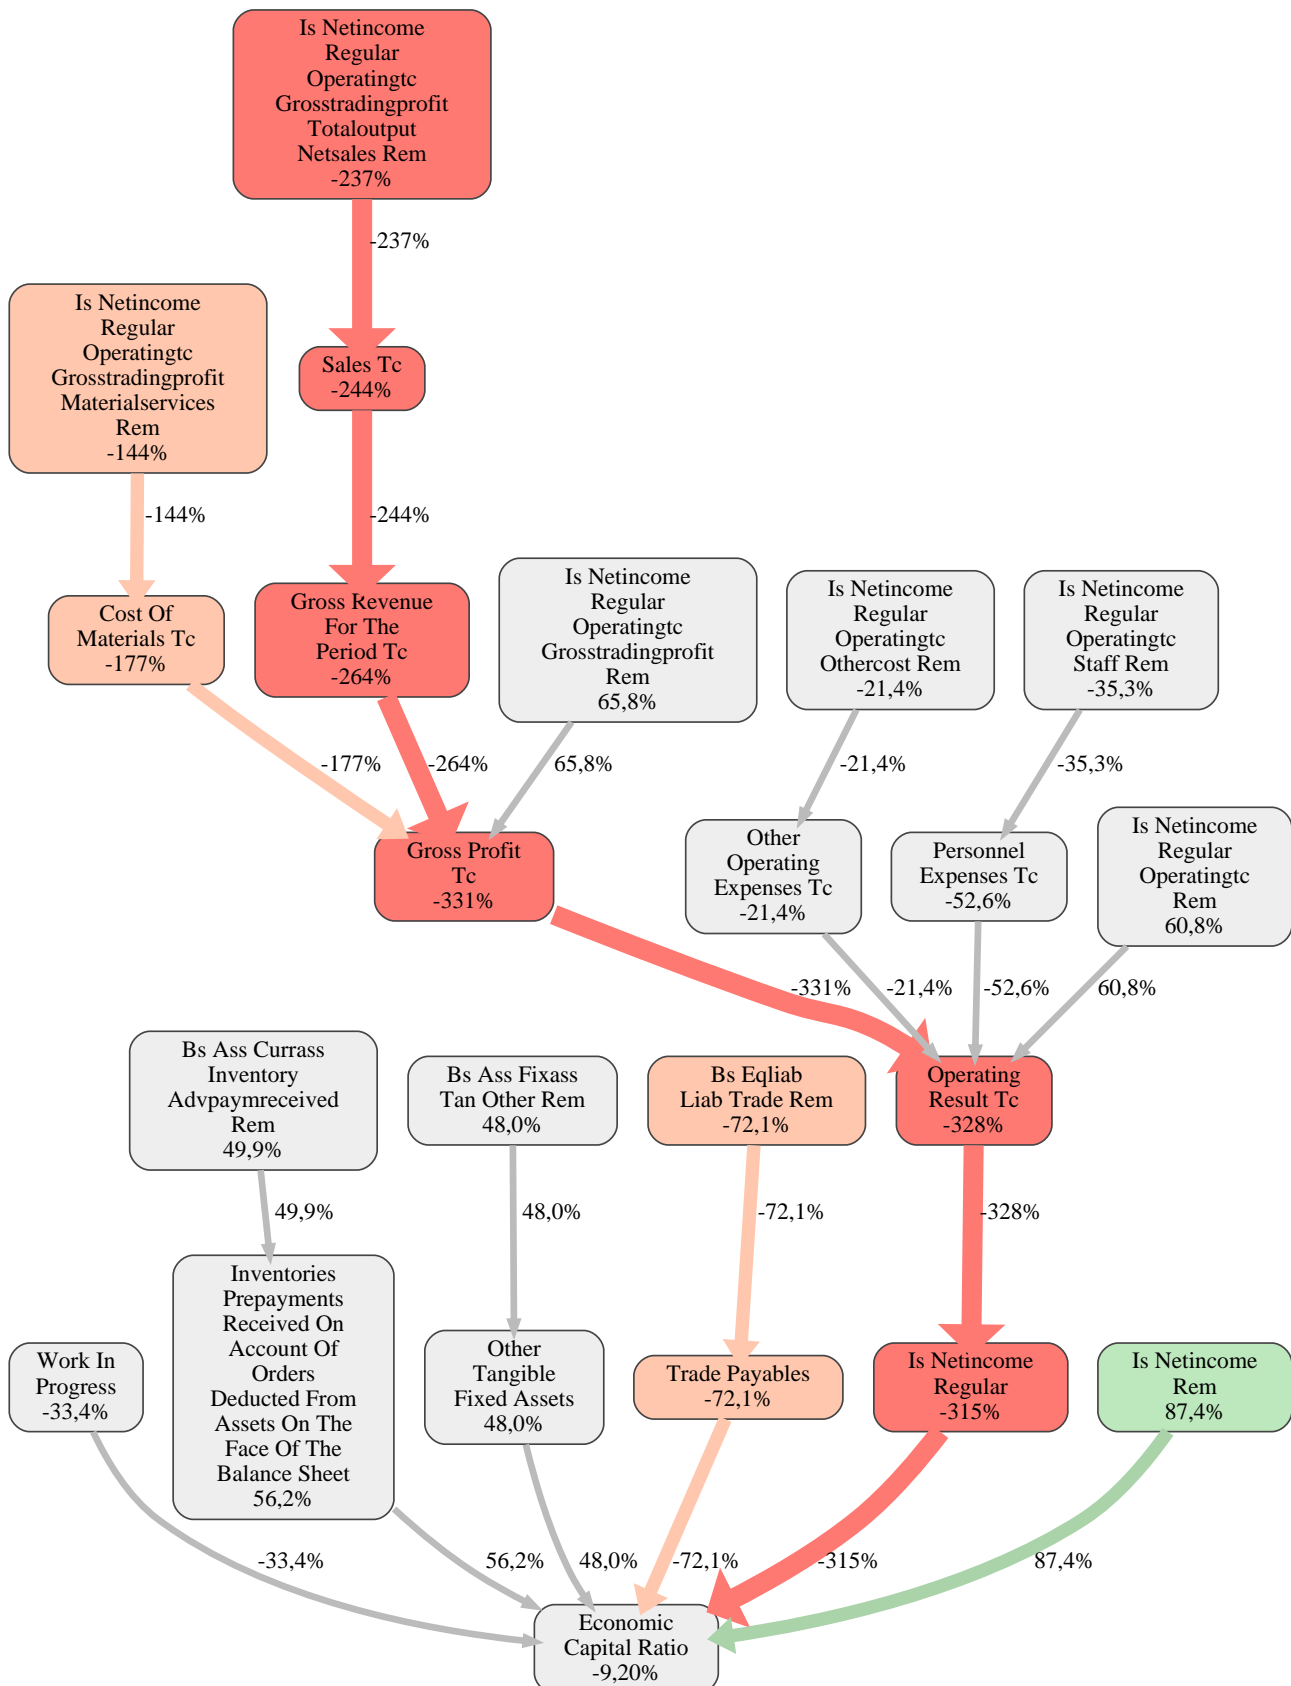 Is Netincome
Regular
Operatingtc
Grosstradingprofit
Totaloutput
Netsales Rem
-237%
-237%
Is Netincome
Regular
Operatingtc
Grosstradingprofit
Materialservices
Rem
-144%
Sales Tc
-244%
-144%
-244%
Cost Of
Materials Tc
-177%
Gross Revenue
For The
Period Tc
-264%
Is Netincome
Regular
Operatingtc
Grosstradingprofit
Rem
65,8%
Is Netincome
Regular
Operatingtc
Othercost Rem
-21,4%
Is Netincome
Regular
Operatingtc
Staff Rem
-35,3%
-177%
-264%
65,8%
-21,4%
-35,3%
Gross Profit
Tc
-331%
Other
Operating
Expenses Tc
-21,4%
Personnel
Expenses Tc
-52,6%
Is Netincome
Regular
Operatingtc
Rem
60,8%
-331%
-21,4%
-52,6%
60,8%
Bs Ass Currass
Inventory
Advpaymreceived
Rem
49,9%
Bs Ass Fixass
Tan Other Rem
48,0%
Bs Eqliab
Liab Trade Rem
-72,1%
Operating
Result Tc
-328%
49,9%
48,0%
-72,1%
-328%
Work In
Progress
-33,4%
Inventories
Prepayments
Received On
Account Of
Orders
Deducted From
Assets On The
Face Of The
Balance Sheet
56,2%
Other
Tangible
Fixed Assets
48,0%
Trade Payables
-72,1%
Is Netincome
Regular
-315%
Is Netincome
Rem
87,4%
-33,4%
56,2%
48,0%
-72,1%
-315%
87,4%
Economic
Capital Ratio
-9,20%